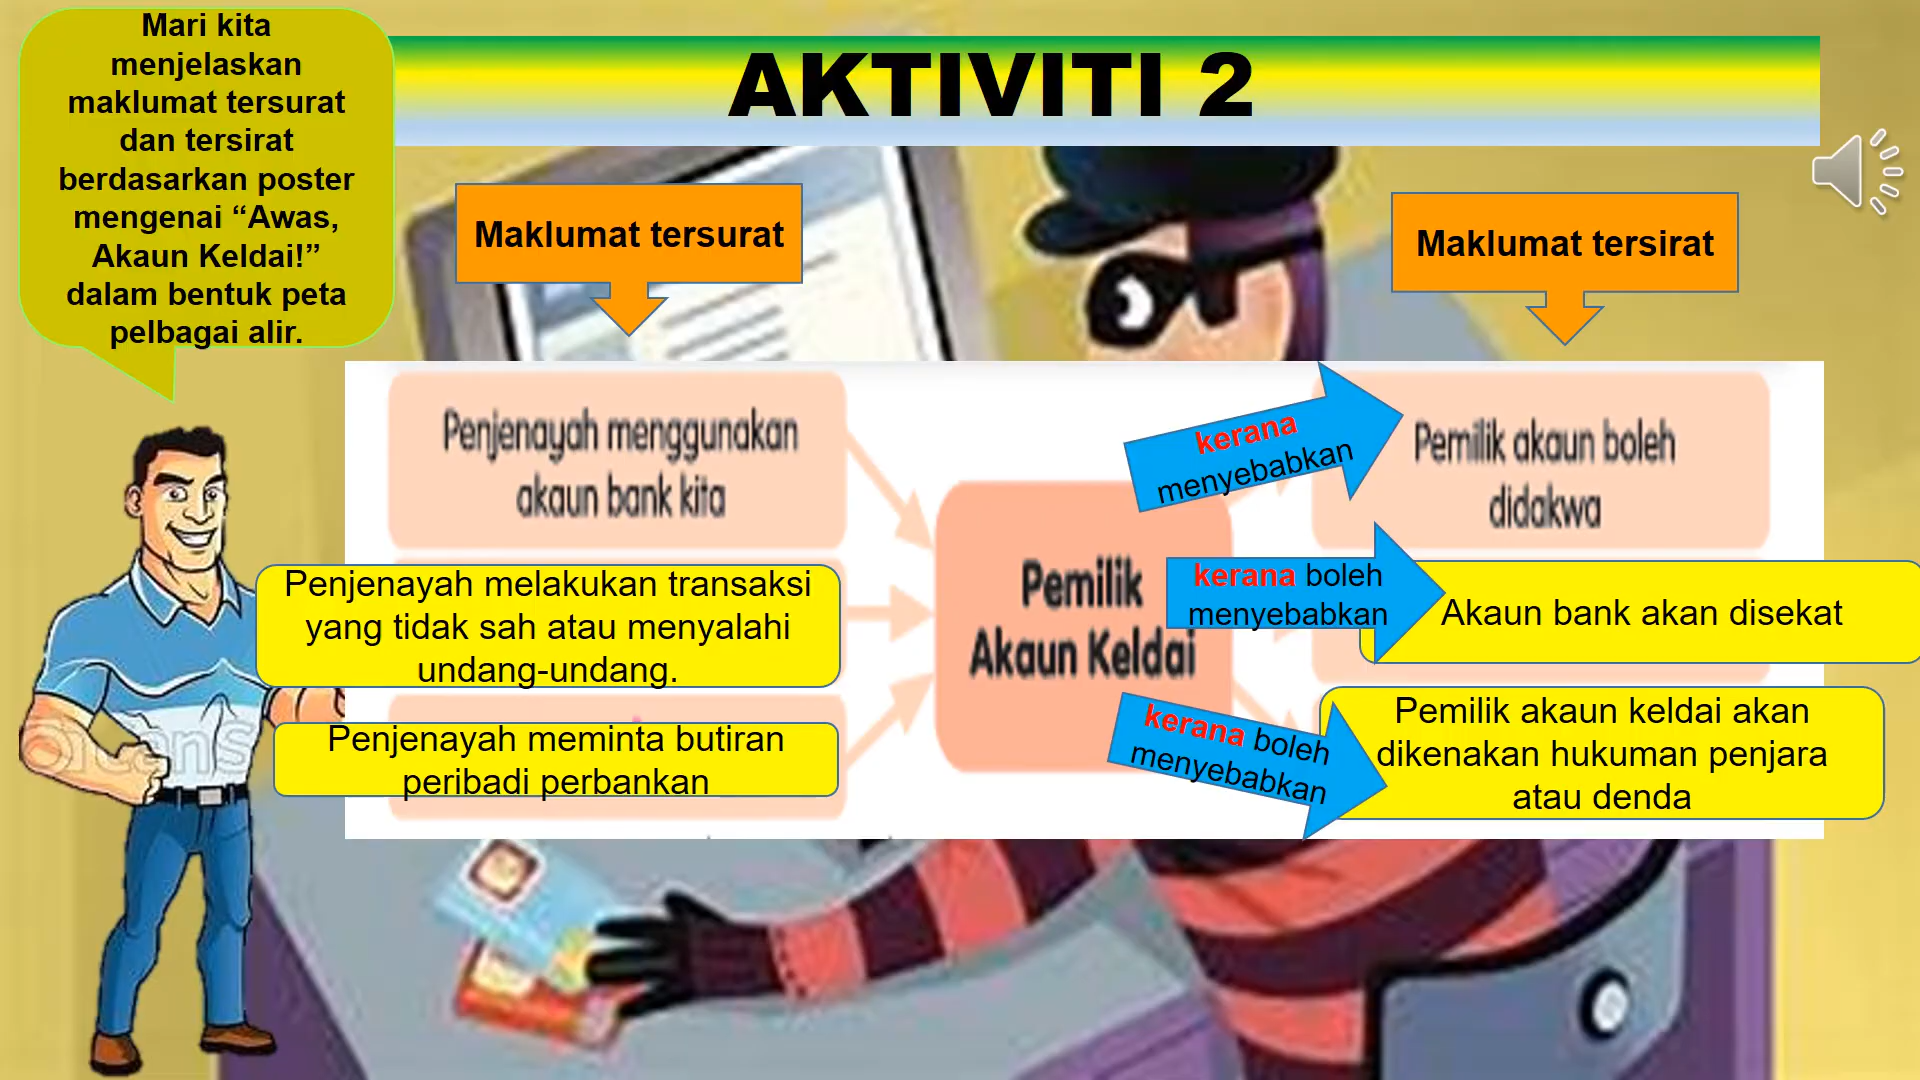 Mari kita
menjelaskan
maklumat tersurat
dan tersirat
berdasarkan poster
mengenai “Awas,
Akaun Keldai!”
dalam bentuk peta
pelbagai alir.
AKTIVITI 2
Maklumat tersurat
Maklumat tersirat
Penjenayah menggunakan
akaun bank kita
Penjenayah melakukan transaksi
yang tidak sah atau menyalahi
undang-undang.
Penjenayah meminta butiran
peribadi perbankan
Pemilik
Akaun Keldai
kerana
menyebabkan
Pemilik akaun boleh
didakwa
kerana boleh
menyebabkan
Akaun bank akan disekat
kerana boleh
menyebabkan
Pemilik akaun keldai akan
dikenakan hukuman penjara
atau denda